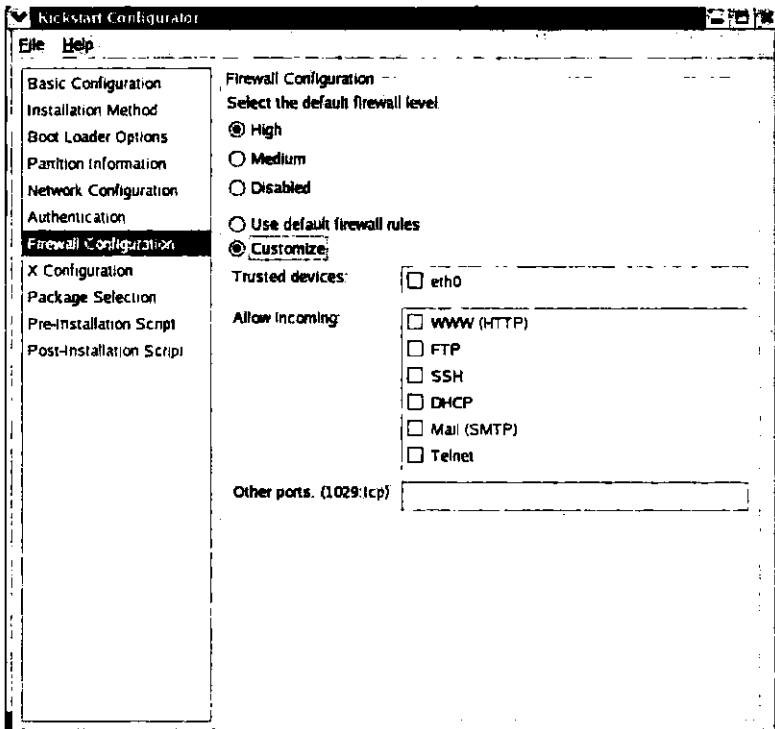 Kickstart Configurator
File Help
Basic Configuration
Installation Method
Boot Loader Options
Partition Information
Network Configuration
Authentication
Firewall Configuration
X Configuration
Package Selection
Pre-Installation Script
Post-Installation Script
Firewall Configuration
Select the default firewall level
High
Medium
Disabled
Use default firewall rules
Customize
Trusted devices:
eth0
Allow incoming:
WWW (HTTP)
FTP
SSH
DHCP
Mail (SMTP)
Telnet
Other ports. (1029:tcp)